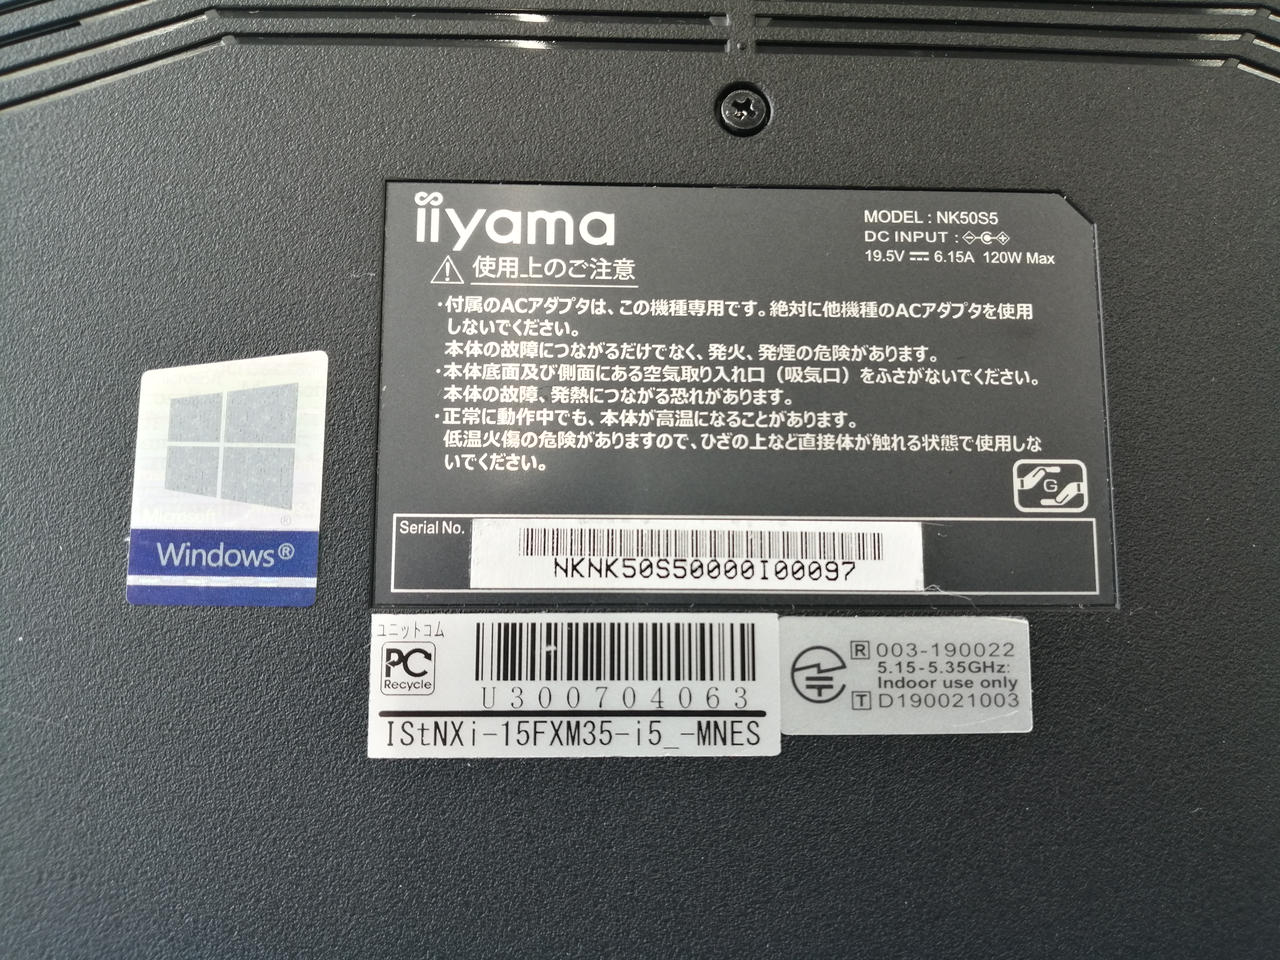 iiyama
MODEL : NK50S5
DC INPUT :
19.5V 6.15A 120W Max
使用上のご注意
・付属のACアダプタは、この機種専用です。絶対に他機種のACアダプタを使用
しないでください。
本体の故障につながるだけでなく、発火、発煙の危険があります。
・本体底面及び側面にある空気取り入れ口（吸気口）をふさがないでください。
本体の故障、発熱につながる恐れがあります。
・正常に動作中でも、本体が高温になることがあります。
低温火傷の危険がありますので、ひざの上など直接体が触れる状態で使用しな
いでください。
G
Serial No.
NKNK50S50000I00097
Microsoft
Windows®
ユニットコム
PC
Recycle
U300704063
IStNXi-15FXM35-i5_-MNES
R 003-190022
5.15-5.35GHz:
Indoor use only
T D190021003